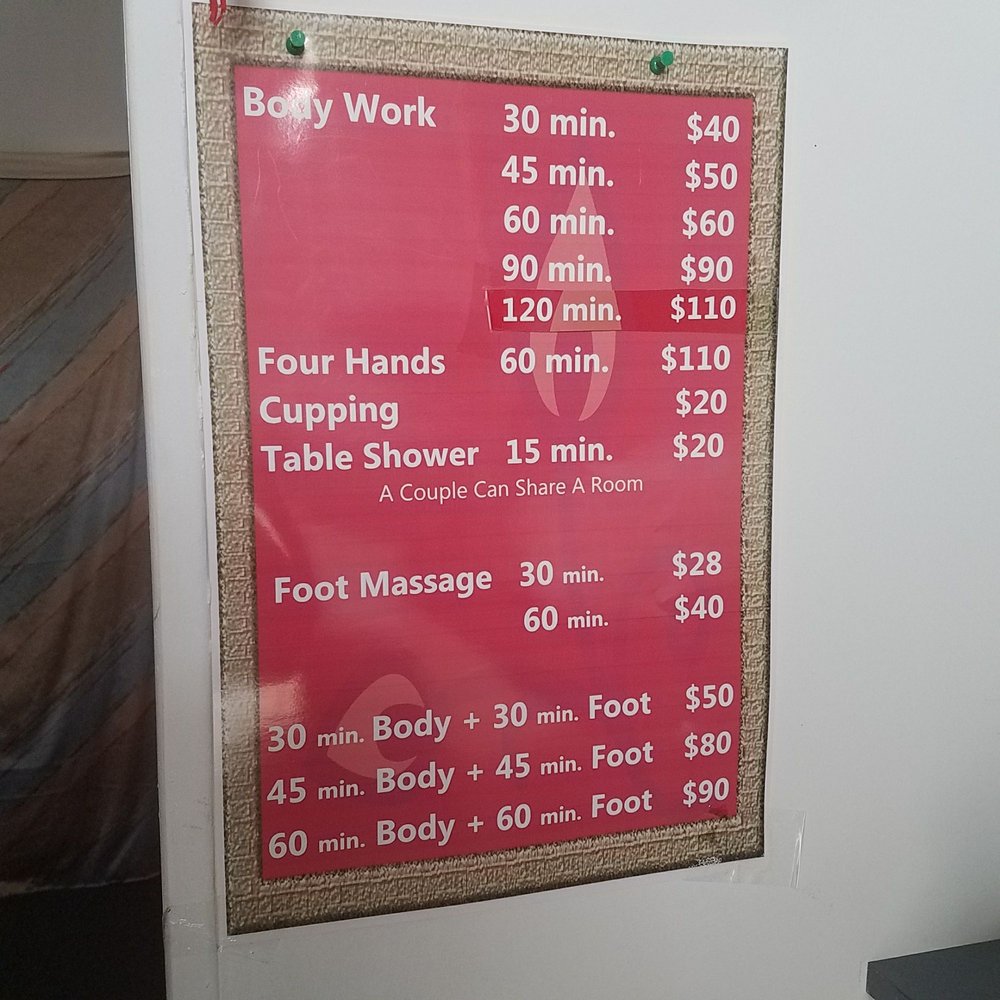 Body Work 30 min. $40
45 min. $50
60 min. $60
90 min. $90
120 min. $110
Four Hands 60 min. $110
Cupping $20
Table Shower 15 min. $20
A Couple Can Share A Room
Foot Massage 30 min. $28
60 min. $40
30 min. Body + 30 min. Foot $50
45 min. Body + 45 min. Foot $80
60 min. Body + 60 min. Foot $90